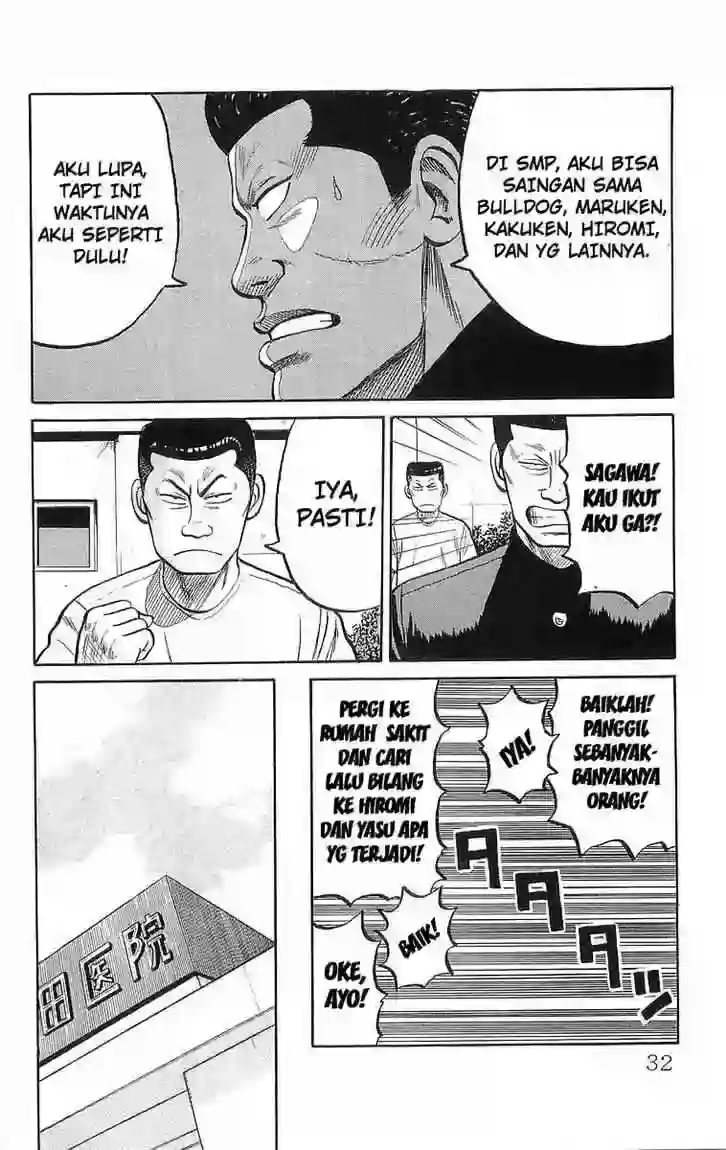 DI SMP, AKU BISA
SAINGAN SAMA
BULLDOG, MARUKEN,
KAKUKEN, HIROMI,
DAN YG LAINNYA.
AKU LUPA,
TAPI INI
WAKTUNYA
AKU SEPERTI
DULU!
SAGAWA!
KAU IKUT
AKU GA?!
IYA,
PASTI!
BAIKLAH!
PANGGIL
SEBANYAK-
BANYAKNYA
ORANG!
IYA!
PERGI KE
RUMAH SAKIT
DAN CARI
LALU BILANG
KE HIROMI
DAN YASU APA
YG TERJADI!
BAIK!
OKE,
AYO!
タタタッ
医院
32